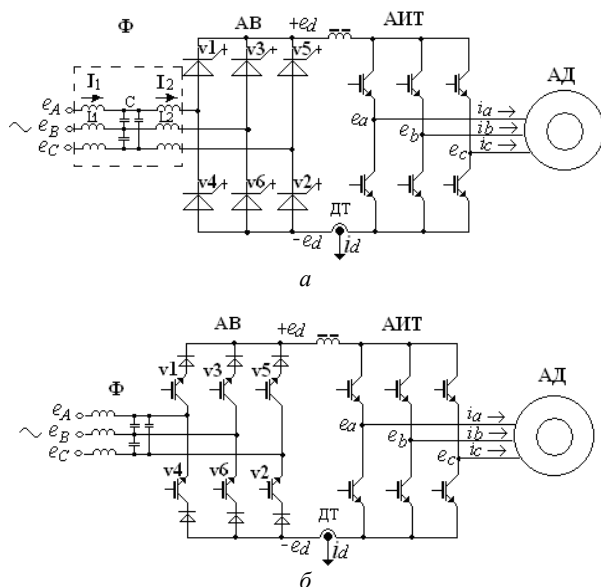 Ф
АВ
+ed
АИТ
v1
v3
v5
АД
I1
I2
eA
C
L1
L2
~ eB
eC
ea
ia
eb
ib
ec
ic
v4
v6
v2
ДТ
−ed
id
а
АВ
+ed
АИТ
v1
v3
v5
Ф
АД
eA
~ eB
eC
ea
ia
eb
ib
ec
ic
v4
v6
v2
ДТ
−ed
id
б